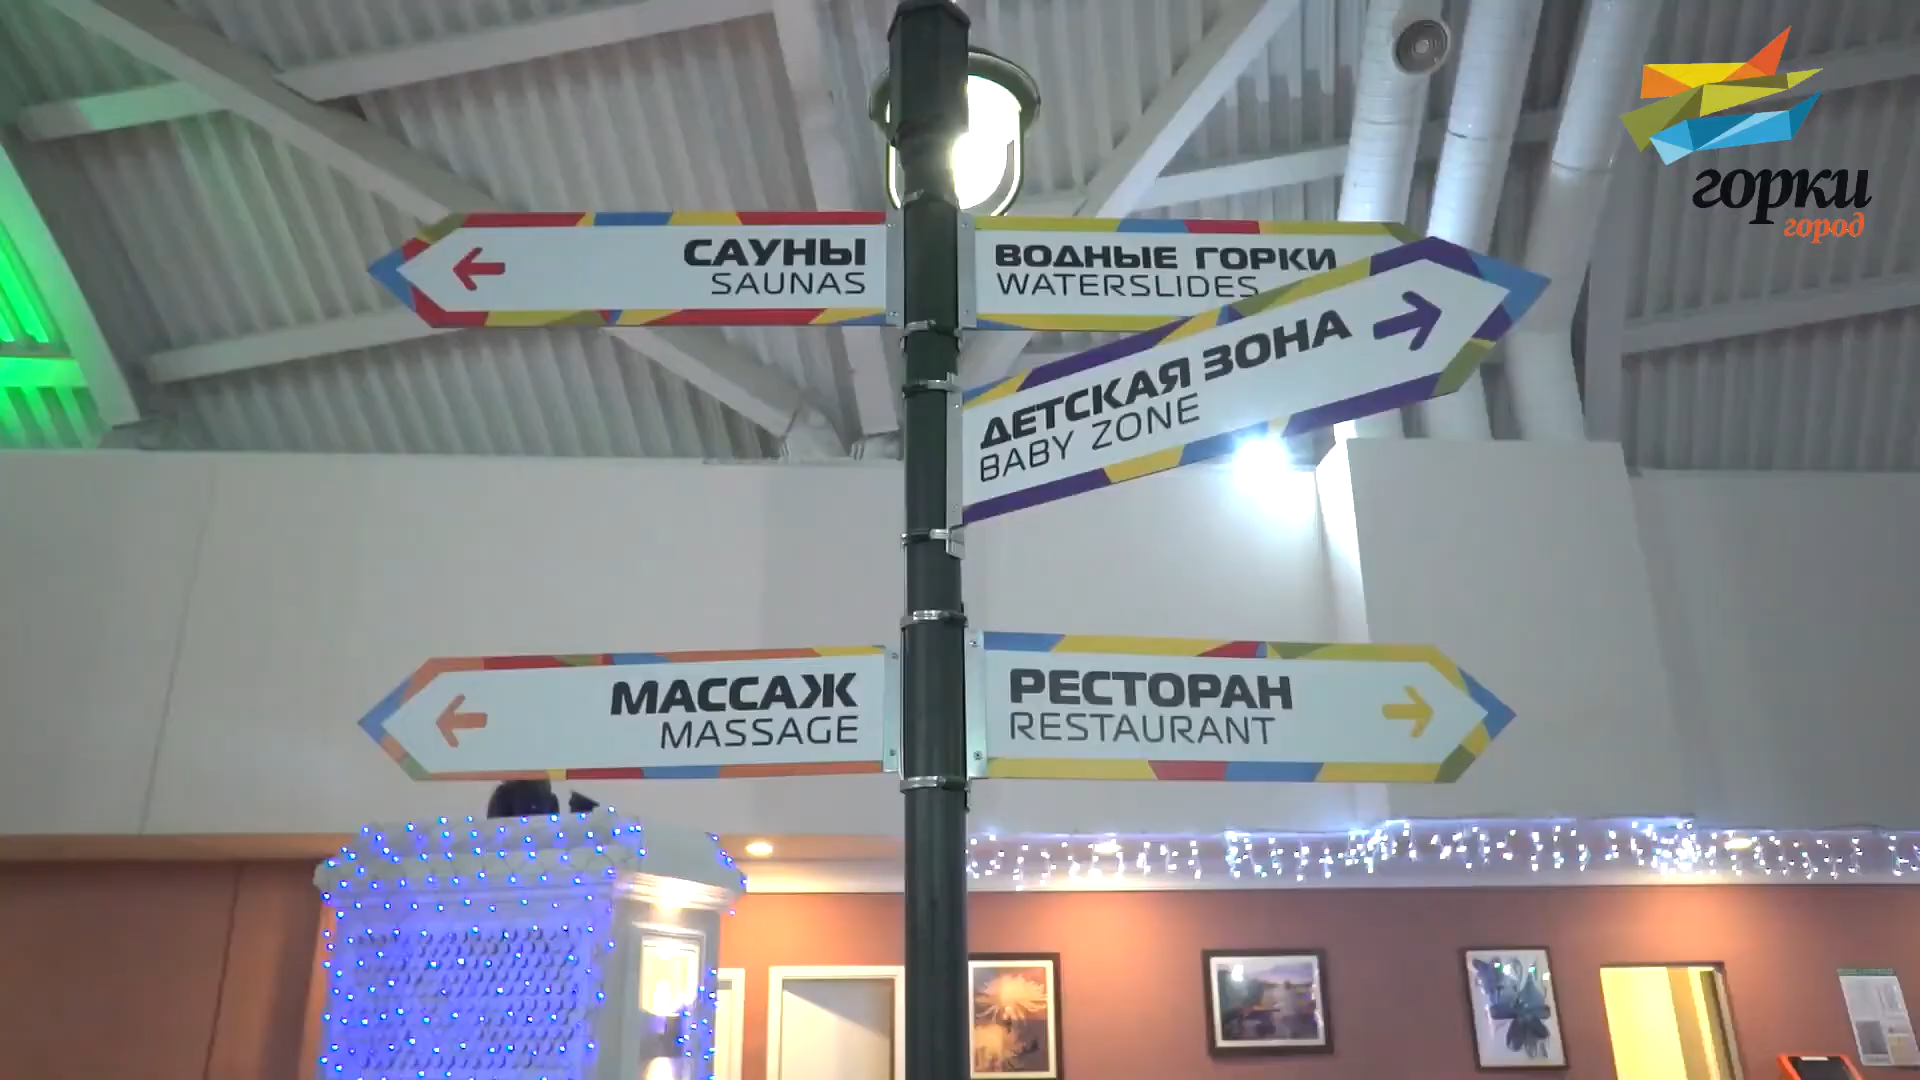 горки
город
САУНЫ
SAUNAS
ВОДНЫЕ ГОРКИ
WATERSLIDES
ДЕТСКАЯ ЗОНА
BABY ZONE
МАССАЖ
MASSAGE
РЕСТОРАН
RESTAURANT